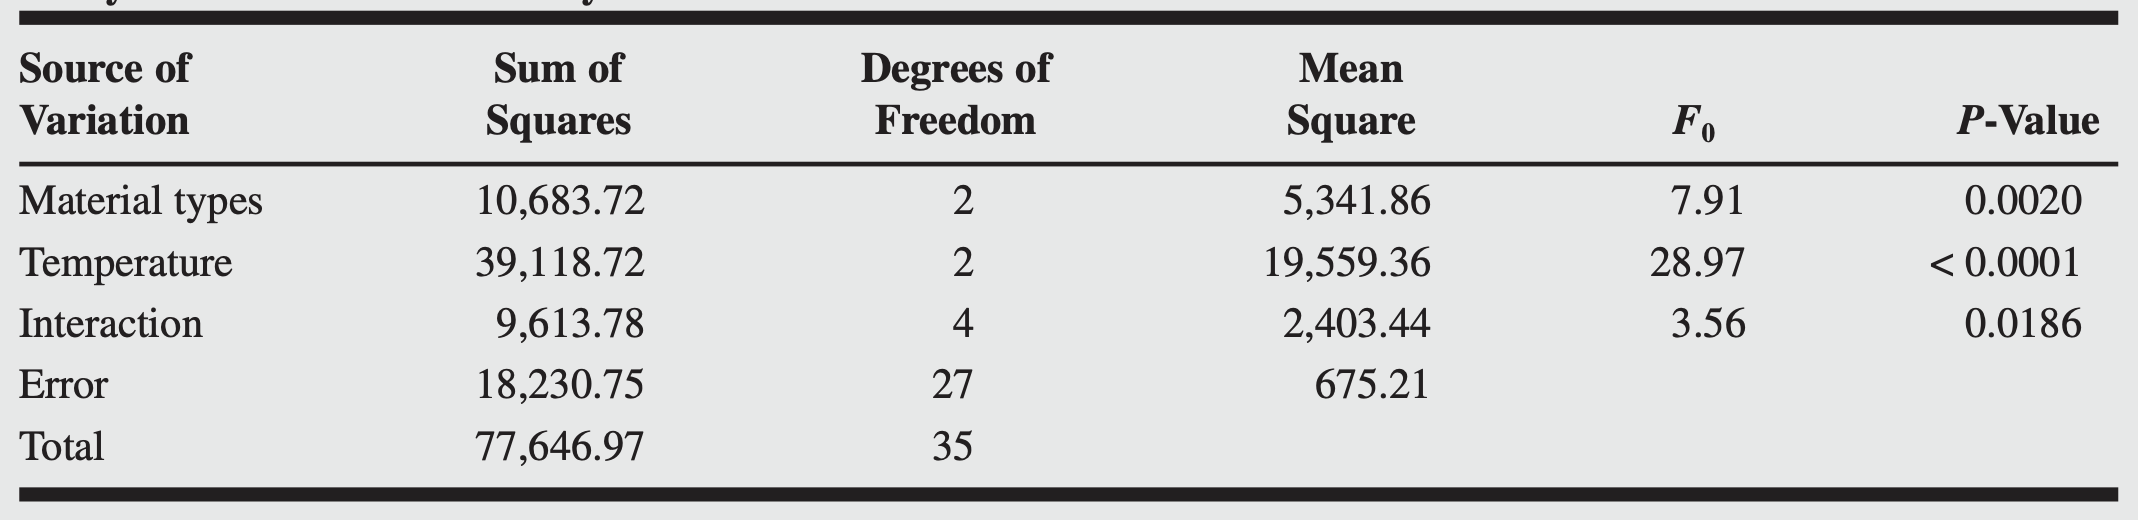 Source of Variation Sum of Squares Degrees of Freedom Mean Square F0 P-Value
Material types 10,683.72 2 5,341.86 7.91 0.0020
Temperature 39,118.72 2 19,559.36 28.97 < 0.0001
Interaction 9,613.78 4 2,403.44 3.56 0.0186
Error 18,230.75 27 675.21
Total 77,646.97 35